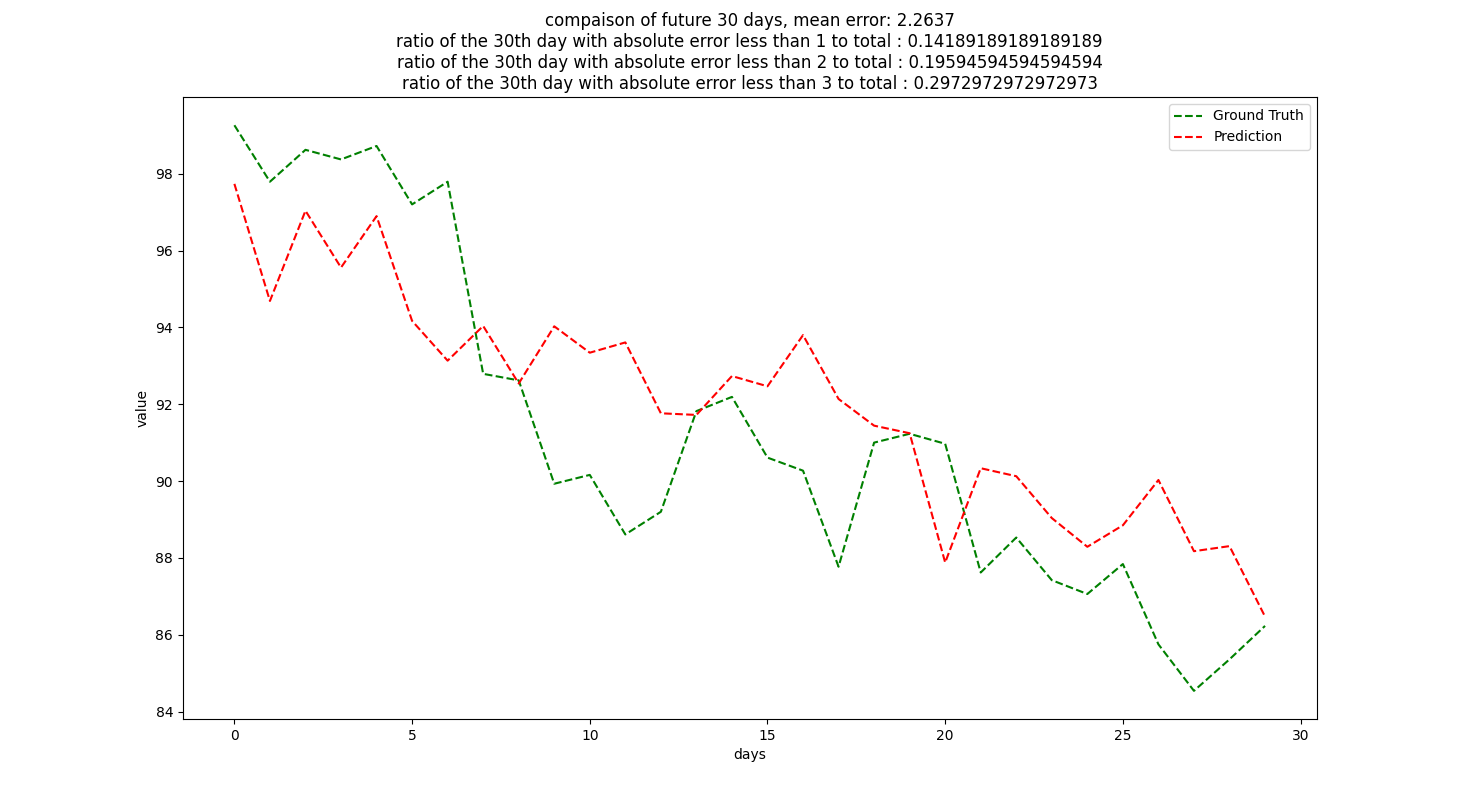 compaison of future 30 days, mean error: 2.2637
ratio of the 30th day with absolute error less than 1 to total : 0.14189189189189189
ratio of the 30th day with absolute error less than 2 to total : 0.19594594594594594
ratio of the 30th day with absolute error less than 3 to total : 0.2972972972972973
Ground Truth
Prediction
98
96
94
92
90
88
86
84
value
0 5 10 15 20 25 30
days